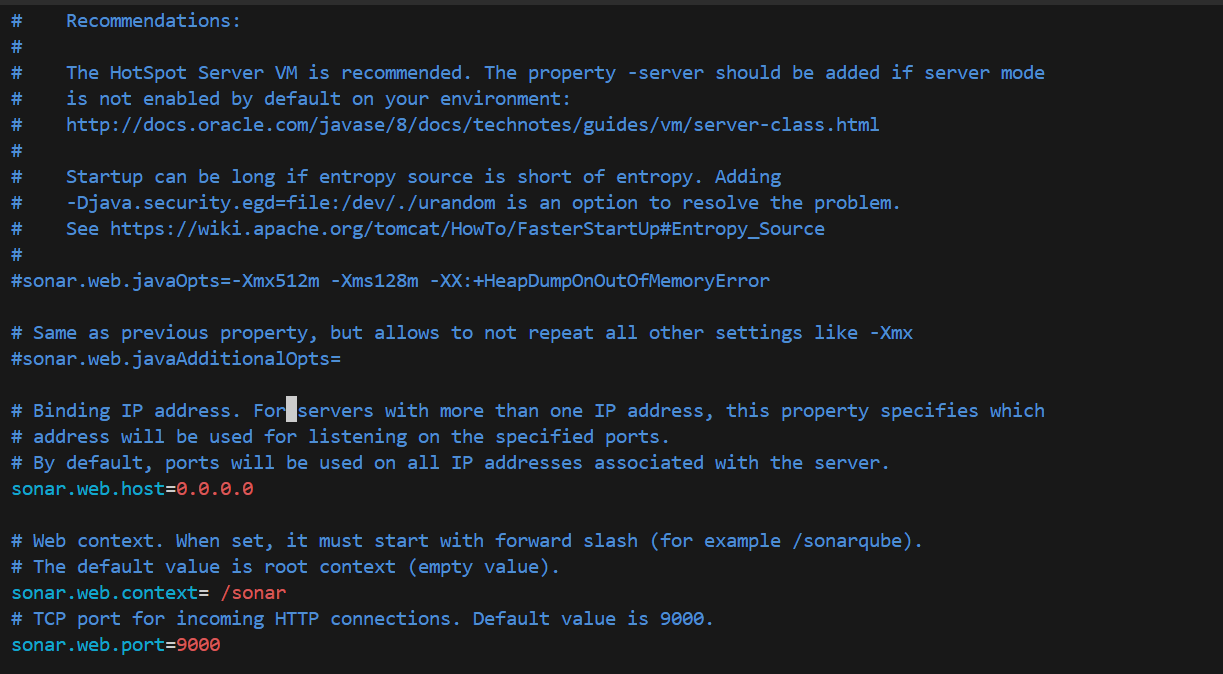 #    Recommendations:
#
#    The HotSpot Server VM is recommended. The property -server should be added if server mode
#    is not enabled by default on your environment:
#    http://docs.oracle.com/javase/8/docs/technotes/guides/vm/server-class.html
#
#    Startup can be long if entropy source is short of entropy. Adding
#    -Djava.security.egd=file:/dev/./urandom is an option to resolve the problem.
#    See https://wiki.apache.org/tomcat/HowTo/FasterStartUp#Entropy_Source
#
#sonar.web.javaOpts=-Xmx512m -Xms128m -XX:+HeapDumpOnOutOfMemoryError

# Same as previous property, but allows to not repeat all other settings like -Xmx
#sonar.web.javaAdditionalOpts=

# Binding IP address. For servers with more than one IP address, this property specifies which
# address will be used for listening on the specified ports.
# By default, ports will be used on all IP addresses associated with the server.
sonar.web.host=0.0.0.0

# Web context. When set, it must start with forward slash (for example /sonarqube).
# The default value is root context (empty value).
sonar.web.context= /sonar
# TCP port for incoming HTTP connections. Default value is 9000.
sonar.web.port=9000